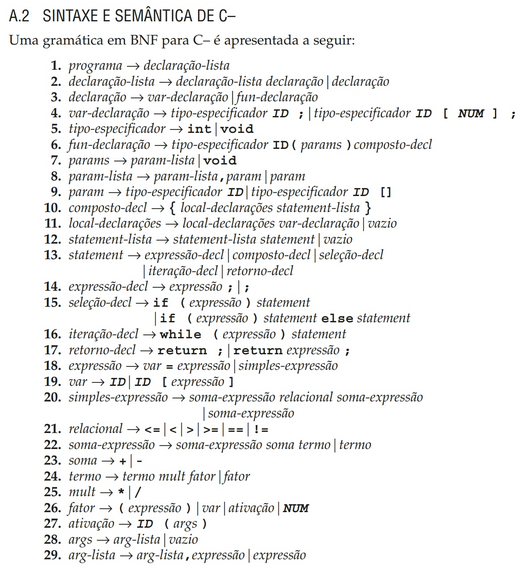 A.2 SINTAXE E SEMÂNTICA DE C–
Uma gramática em BNF para C– é apresentada a seguir:
1. programa → declaração-lista
2. declaração-lista → declaração-lista declaração | declaração
3. declaração → var-declaração | fun-declaração
4. var-declaração → tipo-especificador ID ; | tipo-especificador ID [ NUM ] ;
5. tipo-especificador → int | void
6. fun-declaração → tipo-especificador ID ( params ) composto-decl
7. params → param-lista | void
8. param-lista → param-lista , param | param
9. param → tipo-especificador ID | tipo-especificador ID []
10. composto-decl → { local-declarações statement-lista }
11. local-declarações → local-declarações var-declaração | vazio
12. statement-lista → statement-lista statement | vazio
13. statement → expressão-decl | composto-decl | seleção-decl
| iteração-decl | retorno-decl
14. expressão-decl → expressão ; | ;
15. seleção-decl → if ( expressão ) statement
| if ( expressão ) statement else statement
16. iteração-decl → while ( expressão ) statement
17. retorno-decl → return ; | return expressão ;
18. expressão → var = expressão | simples-expressão
19. var → ID | ID [ expressão ]
20. simples-expressão → soma-expressão relacional soma-expressão
| soma-expressão
21. relacional → <= | < | > | >= | == | !=
22. soma-expressão → soma-expressão soma termo | termo
23. soma → + | -
24. termo → termo mult fator | fator
25. mult → * | /
26. fator → ( expressão ) | var | ativação | NUM
27. ativação → ID ( args )
28. args → arg-lista | vazio
29. arg-lista → arg-lista , expressão | expressão